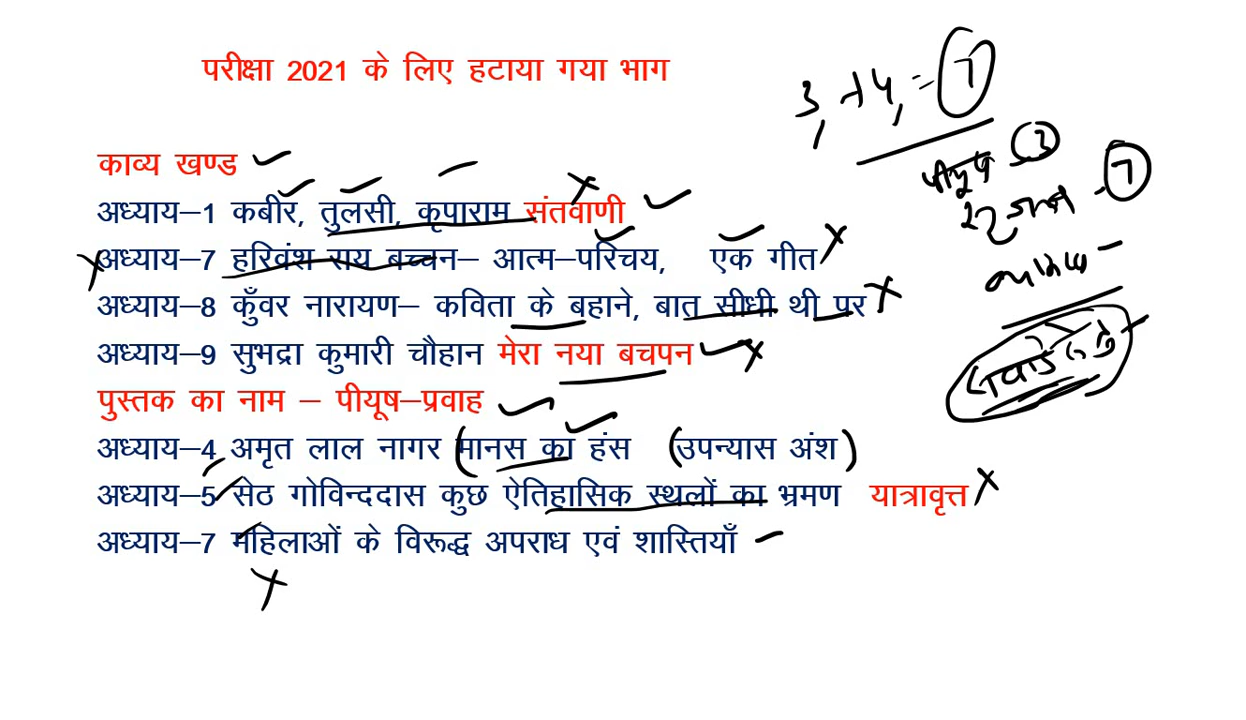 परीक्षा 2021 के लिए हटाया गया भाग
3, + 4, = 7
काव्य खण्ड
पीयूष 3
7
अध्याय–1 कबीर, तुलसी, कृपाराम संतवाणी
अध्याय–7 हरिवंश राय बच्चन– आत्म–परिचय, एक गीत
अध्याय–8 कुँवर नारायण– कविता के बहाने, बात सीधी थी पर
अध्याय–9 सुभद्रा कुमारी चौहान मेरा नया बचपन
पुस्तक का नाम – पीयूष–प्रवाह
अध्याय–4 अमृत लाल नागर (मानस का हंस (उपन्यास अंश)
अध्याय–5 सेठ गोविन्ददास कुछ ऐतिहासिक स्थलों का भ्रमण यात्रावृत्त
अध्याय–7 महिलाओं के विरूद्ध अपराध एवं शास्तियाँ